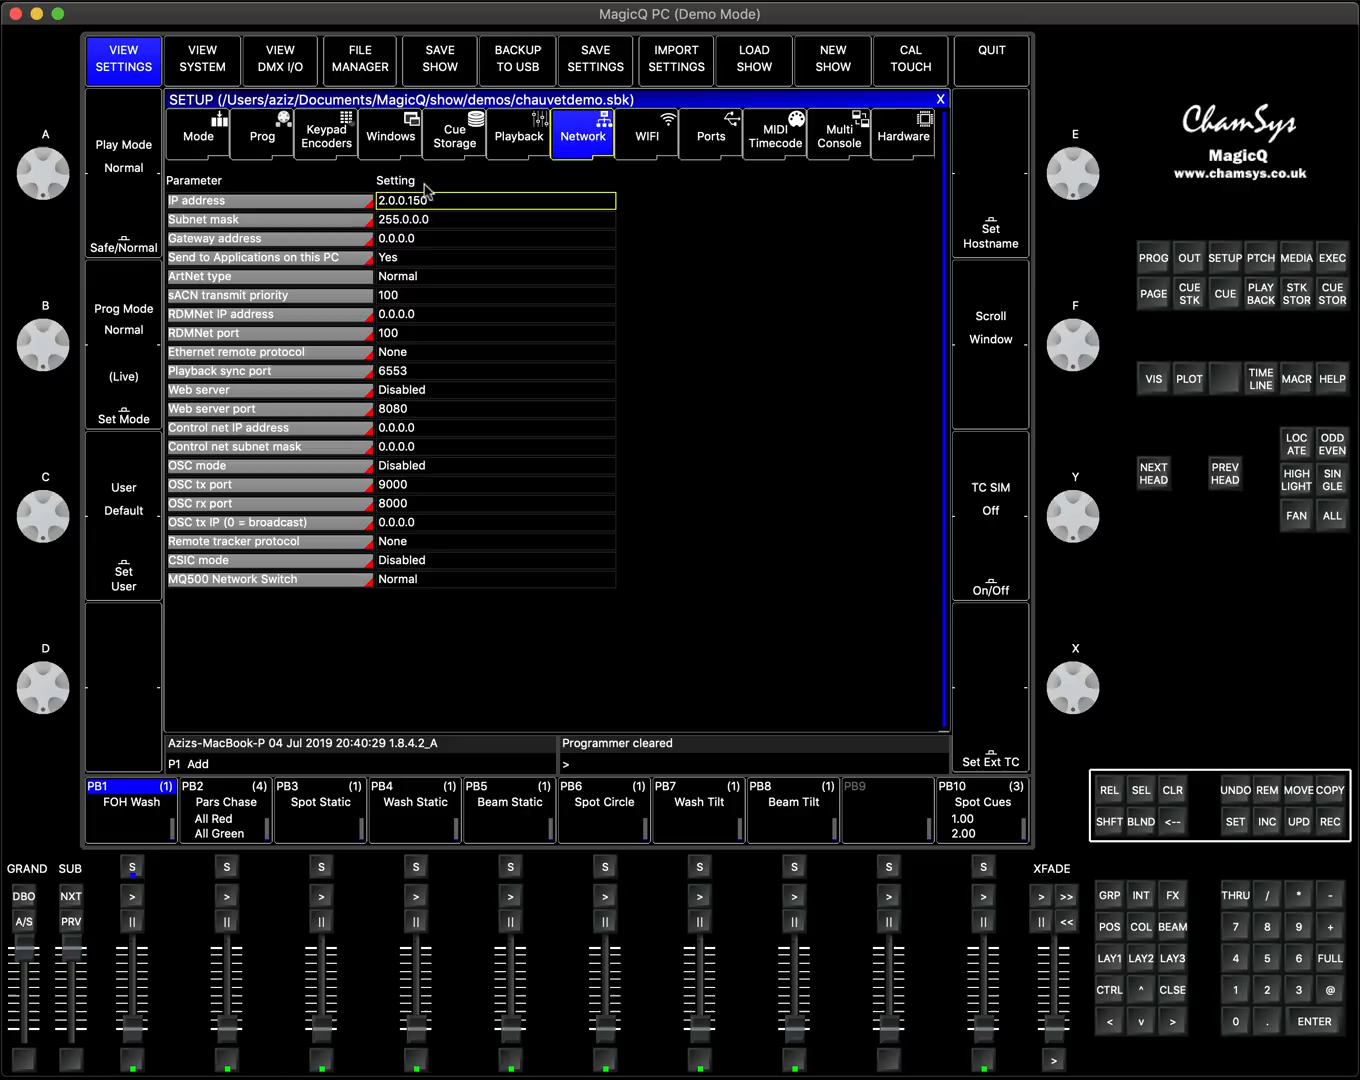 MagicQ PC (Demo Mode)
VIEW SETTINGS
VIEW SYSTEM
VIEW DMX I/O
FILE MANAGER
SAVE SHOW
BACKUP TO USB
SAVE SETTINGS
IMPORT SETTINGS
LOAD SHOW
NEW SHOW
CAL TOUCH
QUIT
SETUP (/Users/aziz/Documents/MagicQ/show/demos/chauvetdemo.sbk) X
Mode
Prog
Keypad Encoders
Windows
Cue Storage
Playback
Network
WIFI
Ports
MIDI Timecode
Multi Console
Hardware
A
Play Mode
Normal
Safe/Normal
B
Prog Mode
Normal
(Live)
Set Mode
C
User
Default
Set
User
D
Parameter Setting
IP address 2.0.0.150
Subnet mask 255.0.0.0
Gateway address 0.0.0.0
Send to Applications on this PC Yes
ArtNet type Normal
sACN transmit priority 100
RDMNet IP address 0.0.0.0
RDMNet port 100
Ethernet remote protocol None
Playback sync port 6553
Web server Disabled
Web server port 8080
Control net IP address 0.0.0.0
Control net subnet mask 0.0.0.0
OSC mode Disabled
OSC tx port 9000
OSC rx port 8000
OSC tx IP (0 = broadcast) 0.0.0.0
Remote tracker protocol None
CSIC mode Disabled
MQ500 Network Switch Normal
E
Set
Hostname
F
Scroll
Window
Y
TC SIM
Off
On/Off
X
Set Ext TC
ChamSys
MagicQ
www.chamsys.co.uk
PROG OUT SETUP PTCH MEDIA EXEC
PAGE CUE STK CUE PLAY BACK STK STOR CUE STOR
VIS PLOT TIME LINE MACR HELP
LOC ATE ODD EVEN
NEXT HEAD PREV HEAD HIGH LIGHT SIN GLE
FAN ALL
Azizs-MacBook-P 04 Jul 2019 20:40:29 1.8.4.2_A
Programmer cleared
P1 Add
>
PB1 (1)
FOH Wash
PB2 (4)
Pars Chase
All Red
All Green
PB3 (1)
Spot Static
PB4 (1)
Wash Static
PB5 (1)
Beam Static
PB6 (1)
Spot Circle
PB7 (1)
Wash Tilt
PB8 (1)
Beam Tilt
PB9
PB10 (3)
Spot Cues
1.00
2.00
REL SEL CLR UNDO REM MOVE COPY
SHFT BLND <-- SET INC UPD REC
GRAND SUB S S S S S S S S S S XFADE
DBO NXT > > > > > > > > > > > >>
A/S PRV || || || || || || || || || || || <<
>
GRP INT FX THRU / * -
POS COL BEAM 7 8 9 +
LAY1 LAY2 LAY3 4 5 6 FULL
CTRL ^ CLSE 1 2 3 @
< v > 0 . ENTER